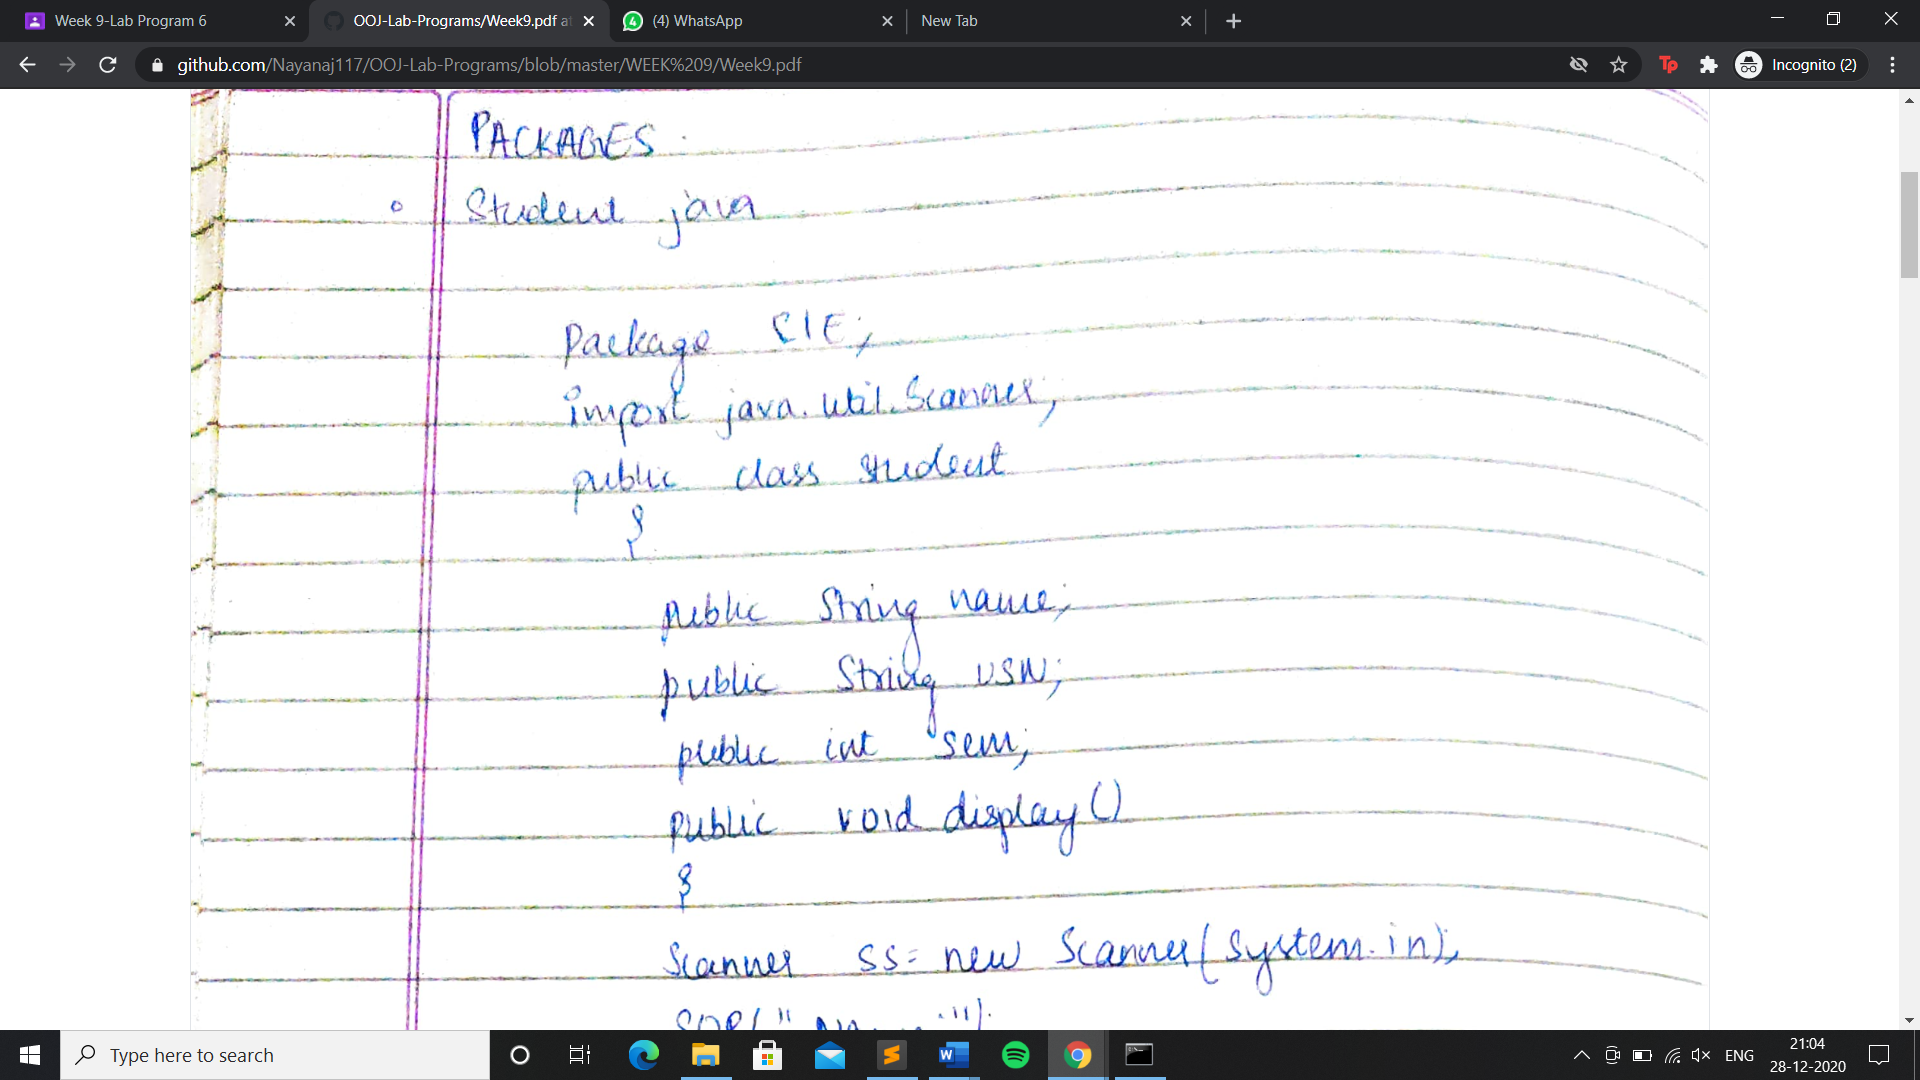 Week 9-Lab Program 6
OOJ-Lab-Programs/Week9.pdf at
(4) WhatsApp
New Tab
github.com/Nayanaj117/OOJ-Lab-Programs/blob/master/WEEK%209/Week9.pdf
Incognito (2)
PACKAGES.
Student java
package CIE;
import java.util.Scanner;
public class student
{
public String name;
public String USN;
public int sem;
public void display()
{
Scanner ss= new Scanner(System.in);
Type here to search
ENG
21:04
28-12-2020